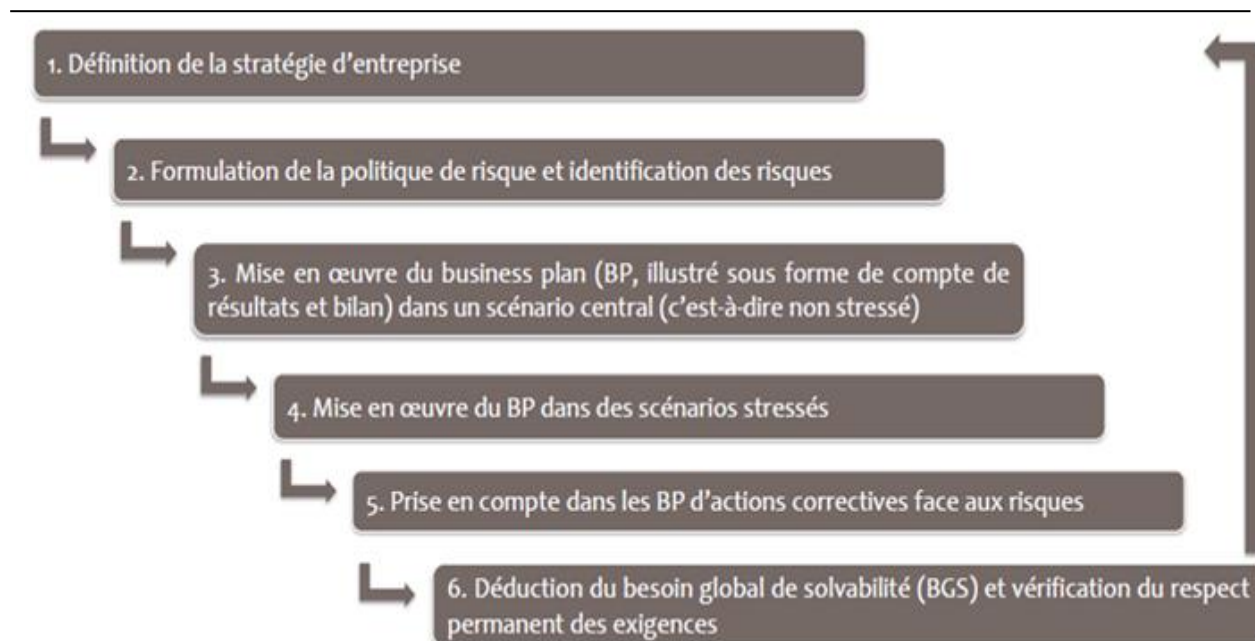 1. Définition de la stratégie d’entreprise
2. Formulation de la politique de risque et identification des risques
3. Mise en œuvre du business plan (BP, illustré sous forme de compte de
résultats et bilan) dans un scénario central (c’est-à-dire non stressé)
4. Mise en œuvre du BP dans des scénarios stressés
5. Prise en compte dans les BP d’actions correctives face aux risques
6. Déduction du besoin global de solvabilité (BGS) et vérification du respect
permanent des exigences